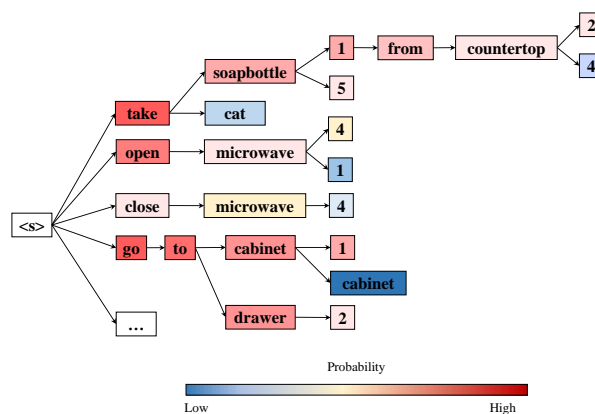 2
1 from countertop
soapbottle 4
5
take cat
4
open microwave
1
close microwave 4
<s>
go to cabinet 1
cabinet
... drawer 2
Probability
Low High